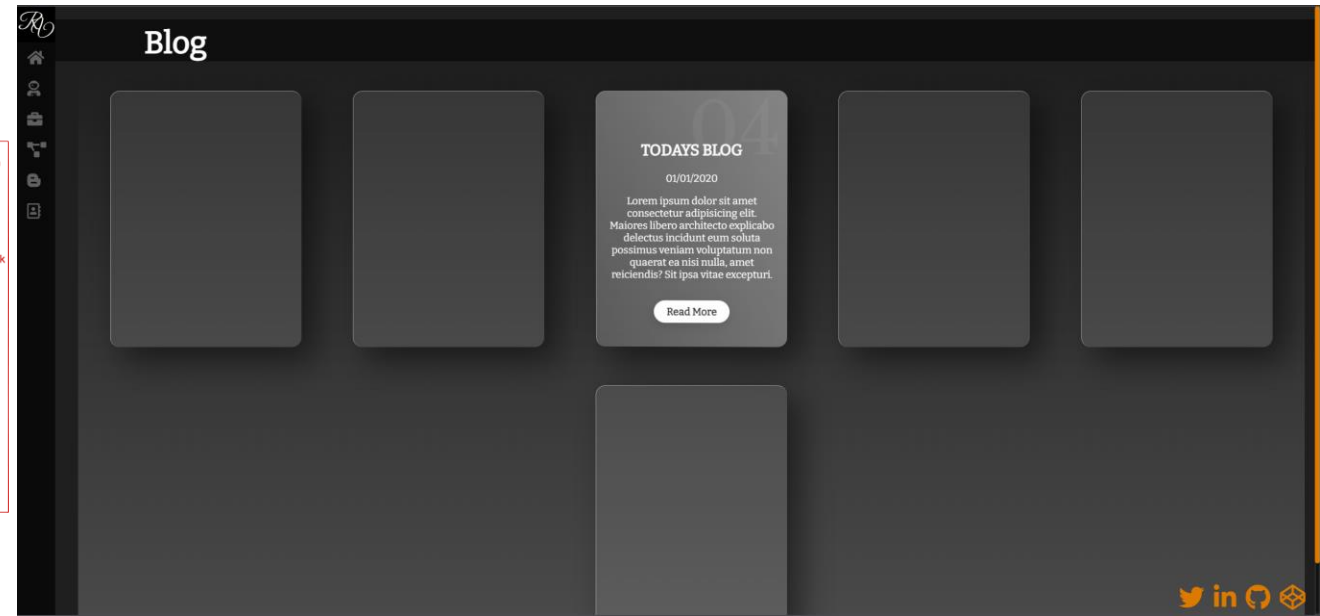 RO
Blog
04
TODAYS BLOG
01/01/2020
Lorem ipsum dolor sit amet
consectetur adipisicing elit.
Maiores libero architecto explicabo
delectus incidunt eum soluta
possimus veniam voluptatum non
quaerat ea nisi nulla, amet
reiciendis? Sit ipsa vitae excepturi.
Read More
in